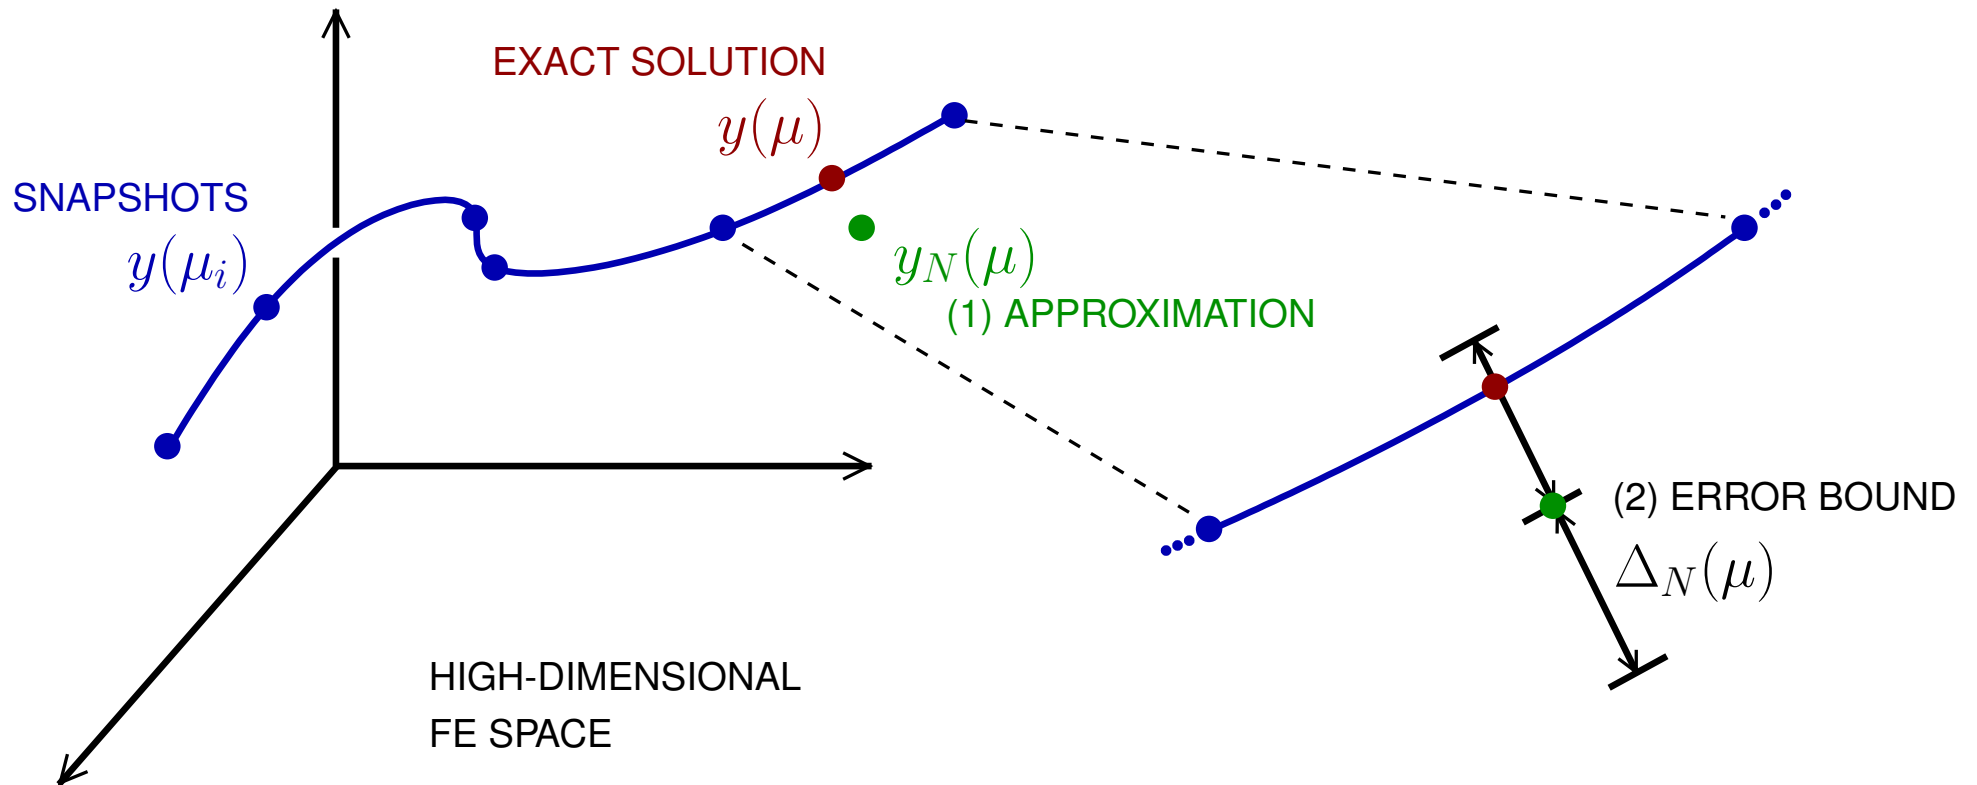 EXACT SOLUTION
y(μ)
SNAPSHOTS
y(μ_i)
y_N(μ)
(1) APPROXIMATION
(2) ERROR BOUND
Δ_N(μ)
HIGH-DIMENSIONAL
FE SPACE